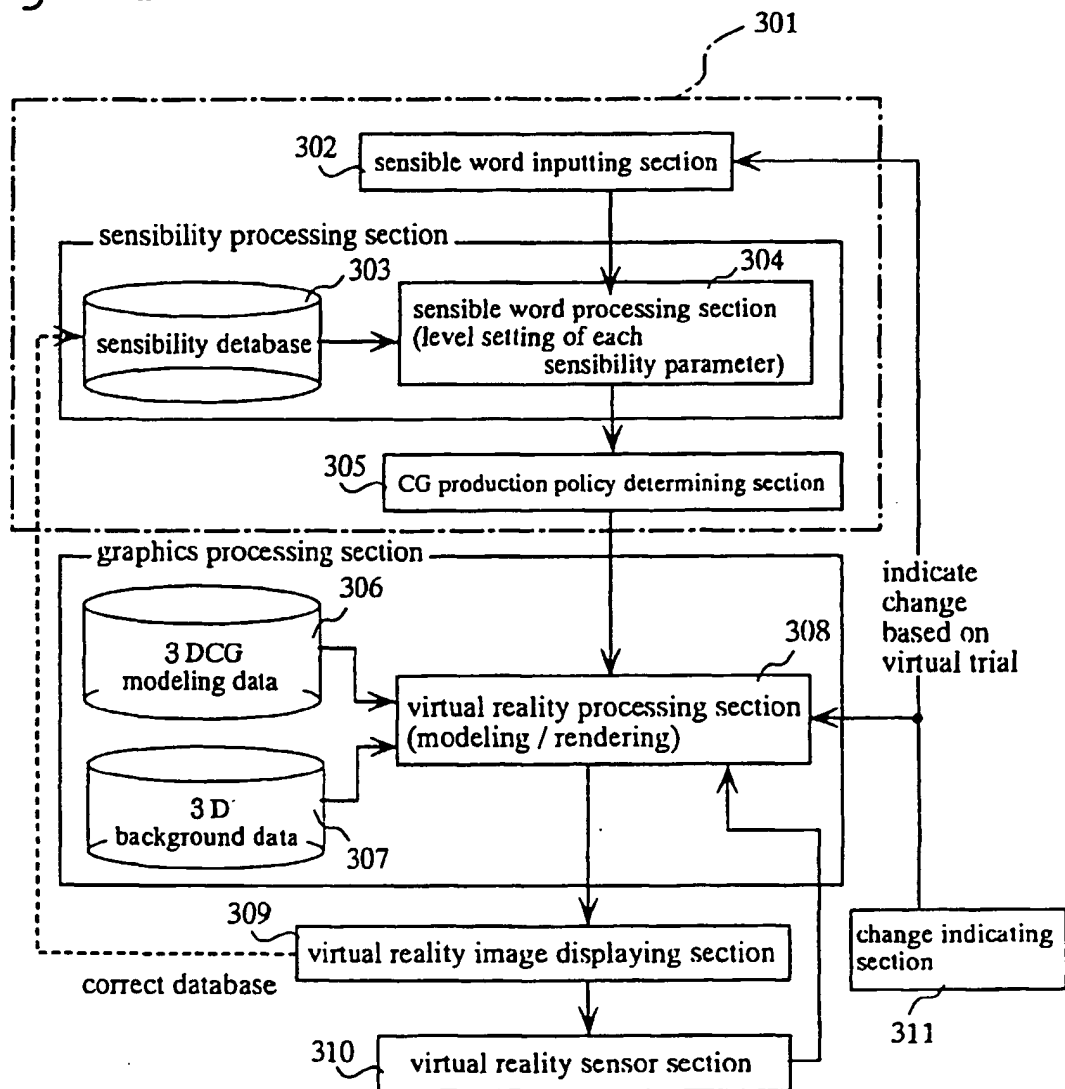 301
302
sensible word inputting section
sensibility processing section
303
304
sensibility detabase
sensible word processing section
(level setting of each
sensibility parameter)
305
CG production policy determining section
graphics processing section
306
3 DCG
modeling data
indicate
change
based on
virtual trial
308
virtual reality processing section
(modeling / rendering)
3 D
background data
307
309
virtual reality image displaying section
correct database
change indicating
section
311
310
virtual reality sensor section